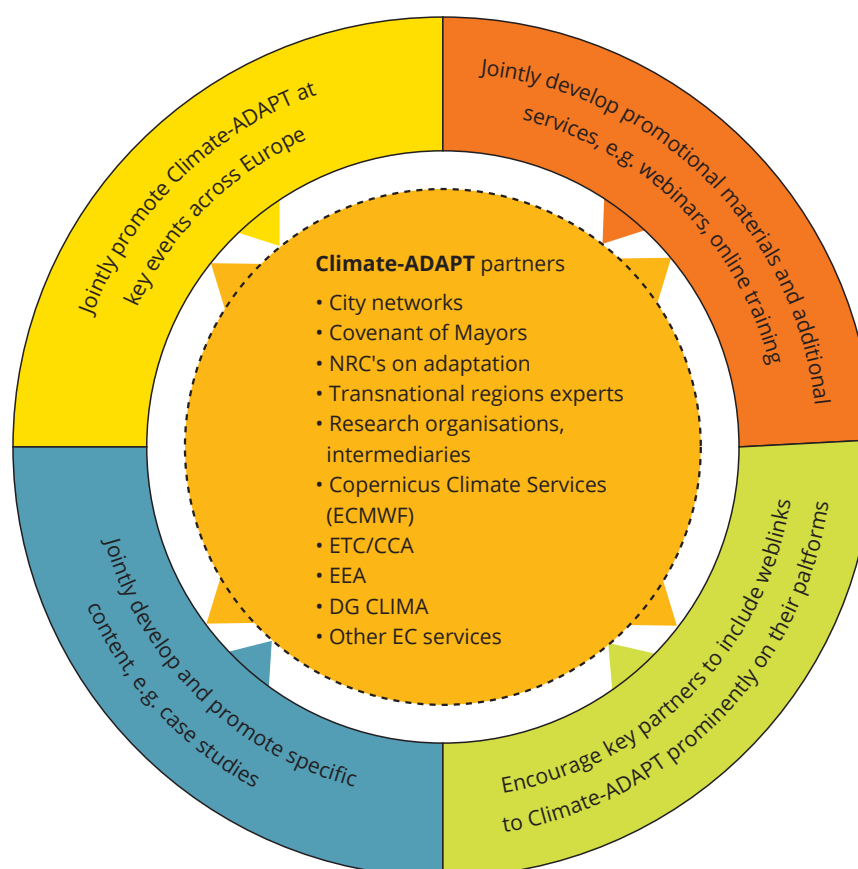 Jointly promote Climate-ADAPT at
key events across Europe
Jointly develop promotional materials and additional
services, e.g. webinars, online training
Climate-ADAPT partners
• City networks
• Covenant of Mayors
• NRC's on adaptation
• Transnational regions experts
• Research organisations,
intermediaries
• Copernicus Climate Services
(ECMWF)
• ETC/CCA
• EEA
• DG CLIMA
• Other EC services
Jointly develop and promote specific
content, e.g. case studies
Encourage key partners to include weblinks
to Climate-ADAPT prominently on their paltforms